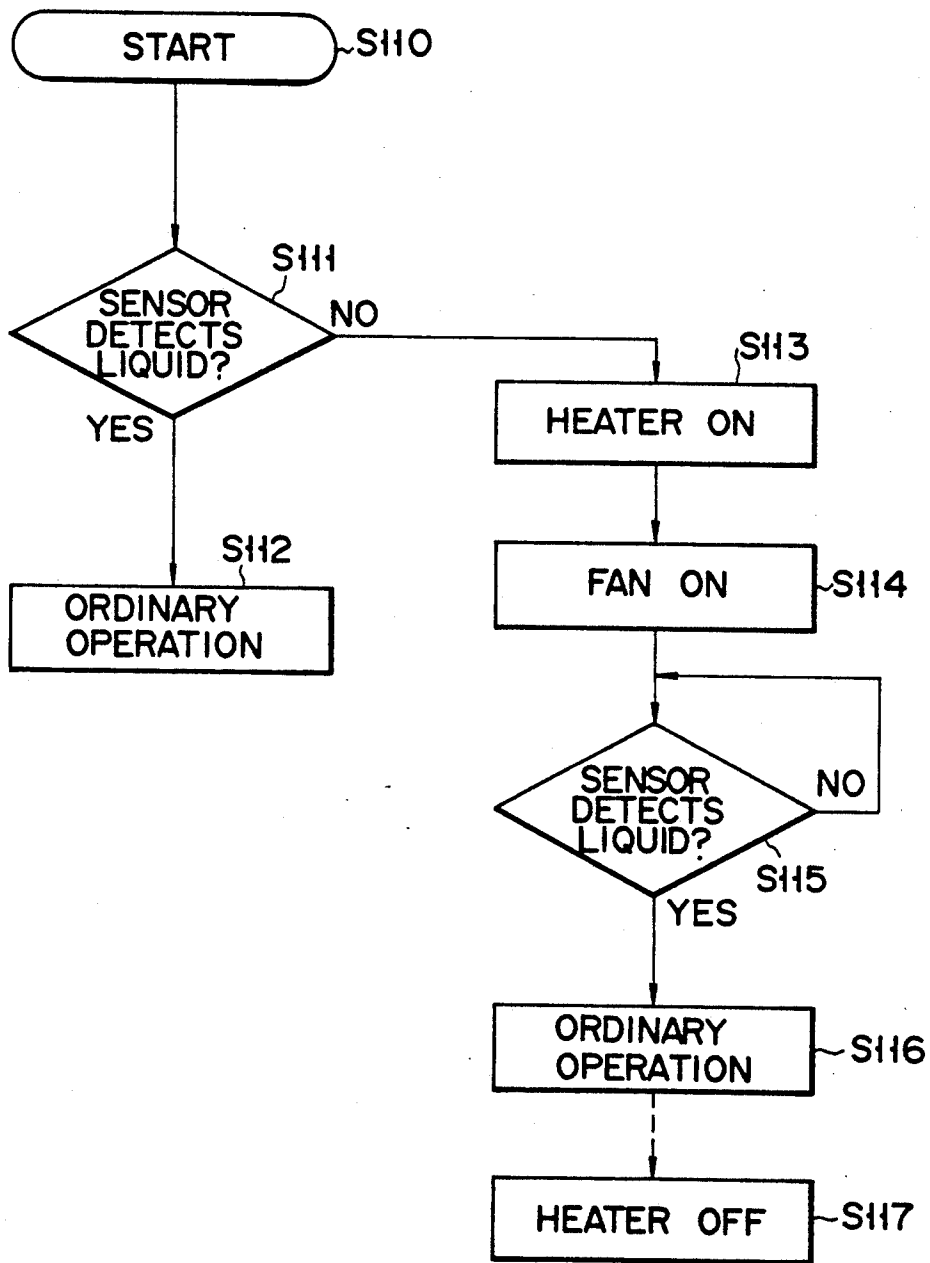 START
S110
S111
SENSOR
DETECTS
LIQUID?
NO
YES
S112
ORDINARY
OPERATION
S113
HEATER ON
FAN ON
S114
SENSOR
DETECTS
LIQUID?
NO
S115
YES
ORDINARY
OPERATION
S116
HEATER OFF
S117